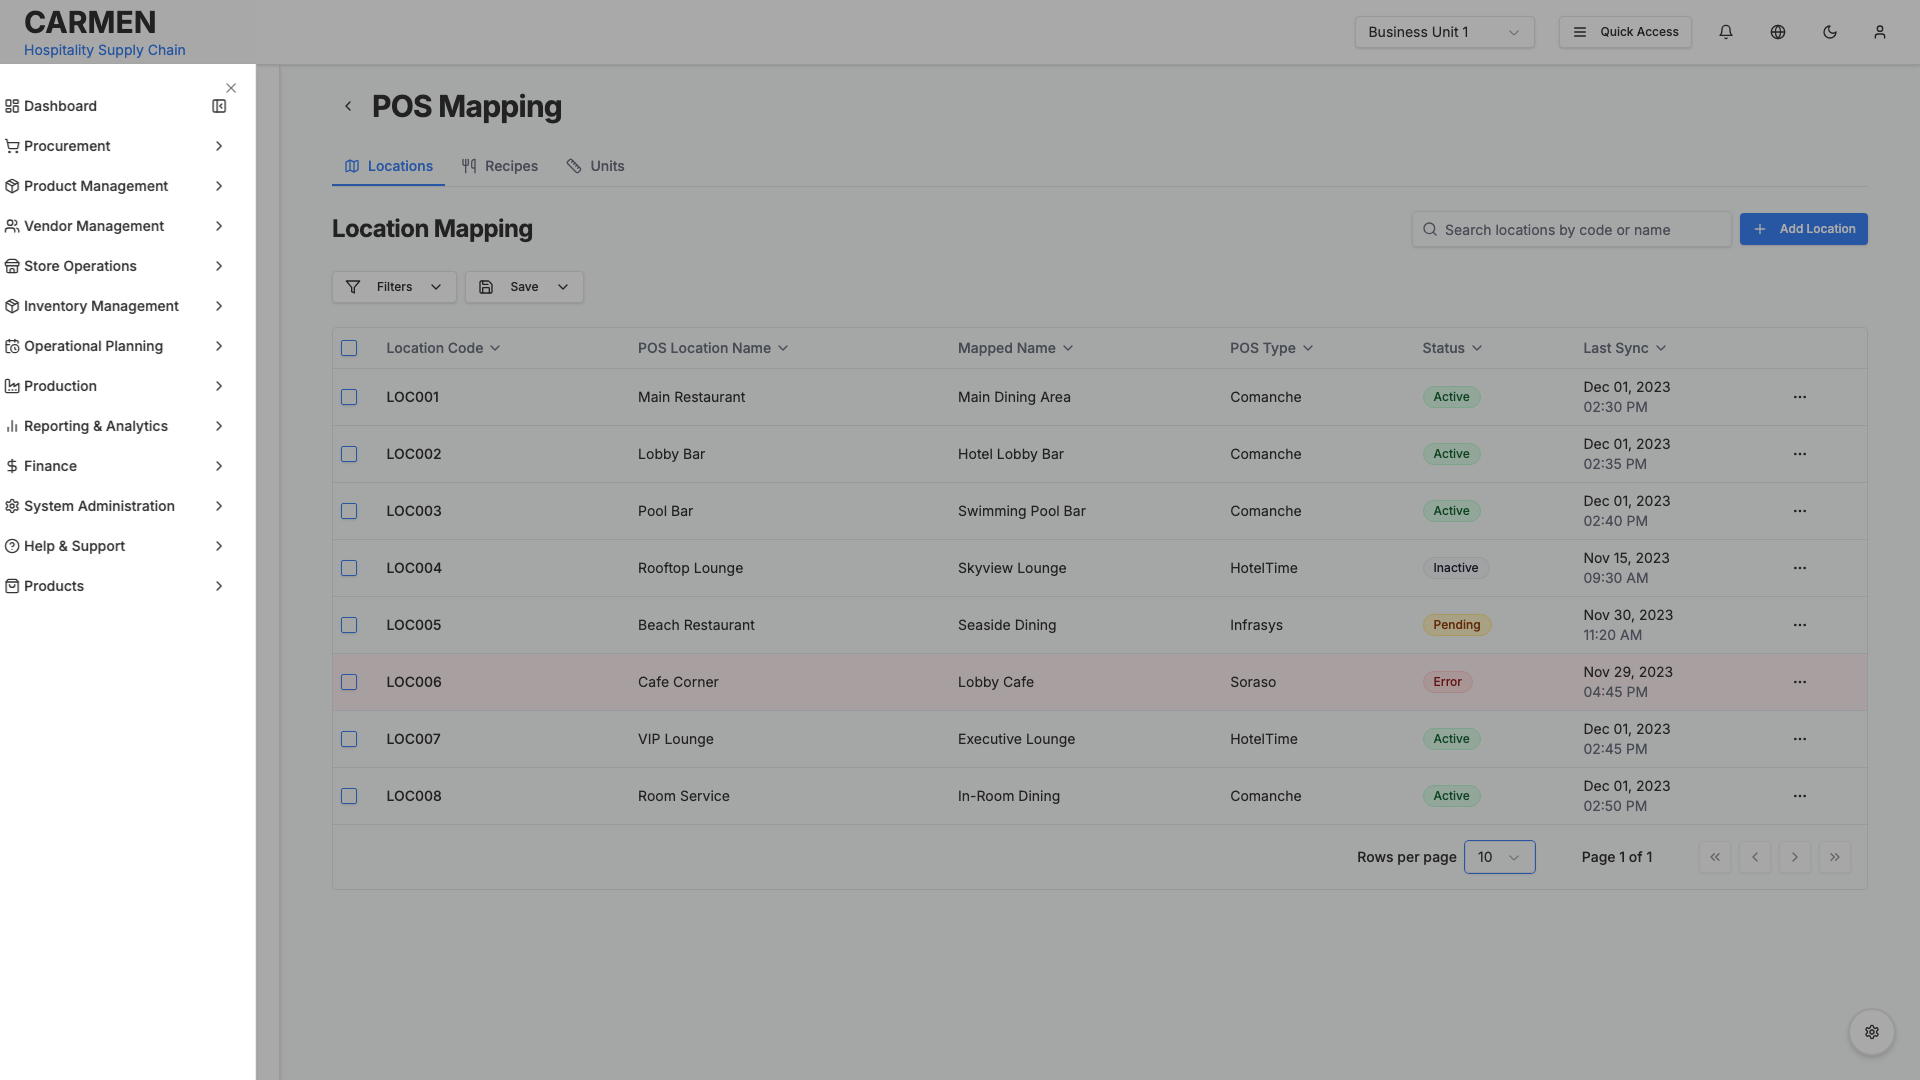 CARMEN
Hospitality Supply Chain
Business Unit 1
Quick Access
Dashboard
Procurement
Product Management
Vendor Management
Store Operations
Inventory Management
Operational Planning
Production
Reporting & Analytics
Finance
System Administration
Help & Support
Products
POS Mapping
Locations Recipes Units
Location Mapping
Search locations by code or name
Add Location
Filters Save
Location Code POS Location Name Mapped Name POS Type Status Last Sync
LOC001 Main Restaurant Main Dining Area Comanche Active Dec 01, 2023
02:30 PM
LOC002 Lobby Bar Hotel Lobby Bar Comanche Active Dec 01, 2023
02:35 PM
LOC003 Pool Bar Swimming Pool Bar Comanche Active Dec 01, 2023
02:40 PM
LOC004 Rooftop Lounge Skyview Lounge HotelTime Inactive Nov 15, 2023
09:30 AM
LOC005 Beach Restaurant Seaside Dining Infrasys Pending Nov 30, 2023
11:20 AM
LOC006 Cafe Corner Lobby Cafe Soraso Error Nov 29, 2023
04:45 PM
LOC007 VIP Lounge Executive Lounge HotelTime Active Dec 01, 2023
02:45 PM
LOC008 Room Service In-Room Dining Comanche Active Dec 01, 2023
02:50 PM
Rows per page 10 Page 1 of 1